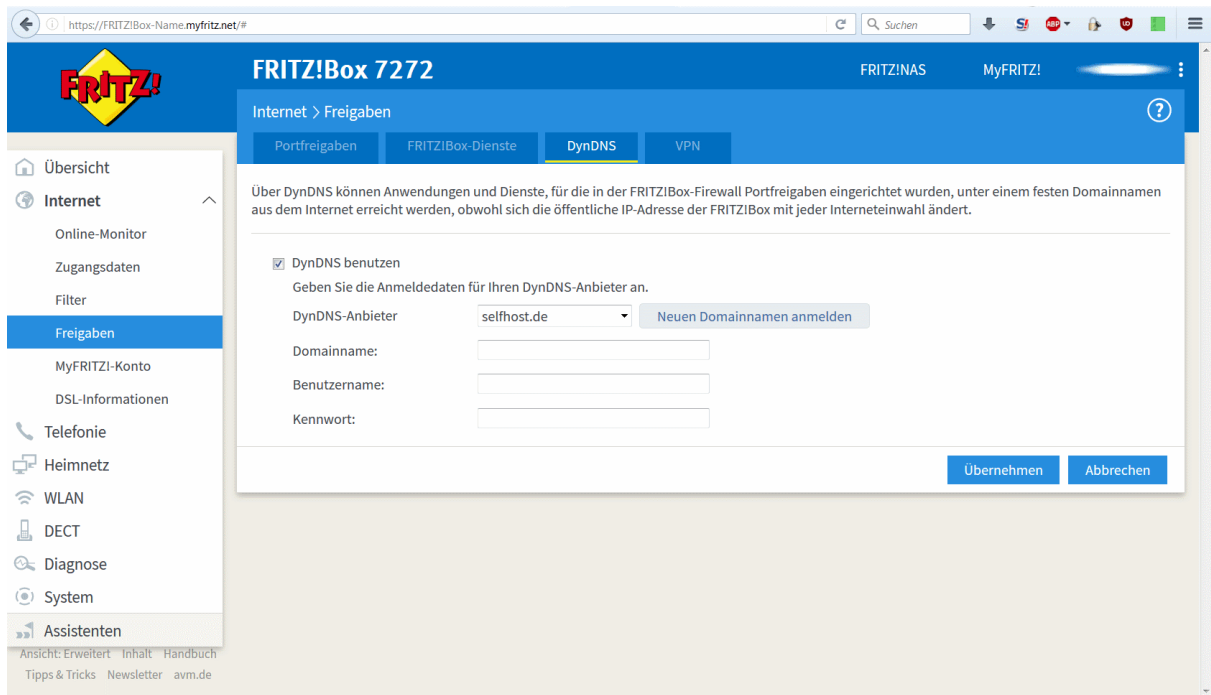 https://FRITZ!Box-Name.myfritz.net/#
Suchen
S!
ABP
FRITZ!
FRITZ!Box 7272
FRITZ!NAS
MyFRITZ!
Internet > Freigaben
?
Portfreigaben
FRITZ!Box-Dienste
DynDNS
VPN
Übersicht
Internet
Online-Monitor
Zugangsdaten
Filter
Freigaben
MyFRITZ!-Konto
DSL-Informationen
Telefonie
Heimnetz
WLAN
DECT
Diagnose
System
Assistenten
Ansicht: Erweitert Inhalt Handbuch
Tipps & Tricks Newsletter avm.de
Über DynDNS können Anwendungen und Dienste, für die in der FRITZ!Box-Firewall Portfreigaben eingerichtet wurden, unter einem festen Domainnamen
aus dem Internet erreicht werden, obwohl sich die öffentliche IP-Adresse der FRITZ!Box mit jeder Interneteinwahl ändert.
DynDNS benutzen
Geben Sie die Anmeldedaten für Ihren DynDNS-Anbieter an.
DynDNS-Anbieter selfhost.de Neuen Domainnamen anmelden
Domainname:
Benutzername:
Kennwort:
Übernehmen Abbrechen